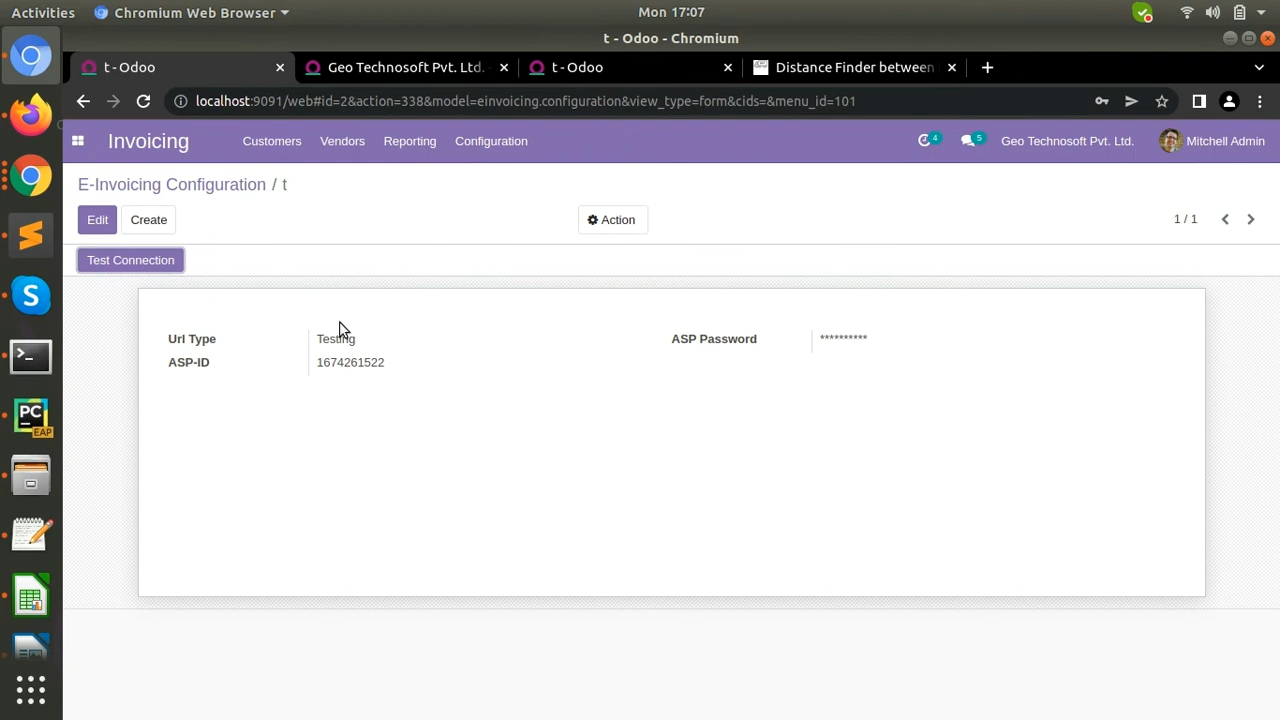 Activities Chromium Web Browser Mon 17:07
t - Odoo - Chromium
t - Odoo Geo Technosoft Pvt. Ltd. - t - Odoo Distance Finder between
localhost:9091/web#id=2&action=338&model=einvoicing.configuration&view_type=form&cids=&menu_id=101
Invoicing Customers Vendors Reporting Configuration 4 5 Geo Technosoft Pvt. Ltd. Mitchell Admin
E-Invoicing Configuration / t
Edit Create Action 1 / 1
Test Connection
Url Type Testing ASP Password **********
ASP-ID 1674261522
S
PC
EAP